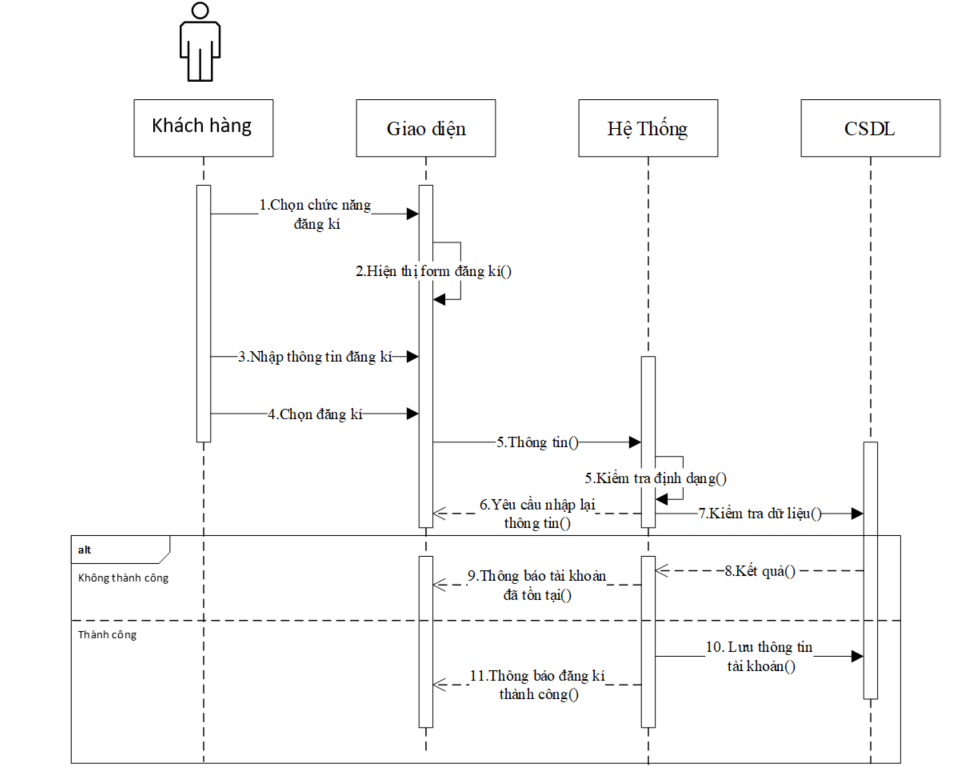 Khách hàng
Giao diện
Hệ Thống
CSDL
1.Chọn chức năng
đăng kí
2.Hiện thị form đăng kí()
3.Nhập thông tin đăng kí
4.Chọn đăng kí
5.Thông tin()
5.Kiểm tra định dạng()
6.Yêu cầu nhập lại
thông tin()
7.Kiểm tra dữ liệu()
alt
Không thành công
8.Kết quả()
9.Thông báo tài khoản
đã tồn tại()
Thành công
10. Lưu thông tin
tài khoản()
11.Thông báo đăng kí
thành công()